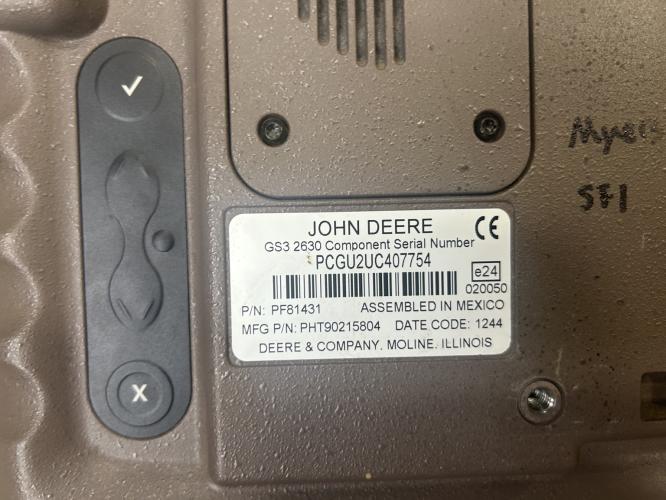 JOHN DEERE
GS3 2630 Component Serial Number
PCGU2UC407754
e24
020050
P/N: PF81431 ASSEMBLED IN MEXICO
MFG P/N: PHT90215804 DATE CODE: 1244
DEERE & COMPANY, MOLINE, ILLINOIS
CE
X
Myers
SF1